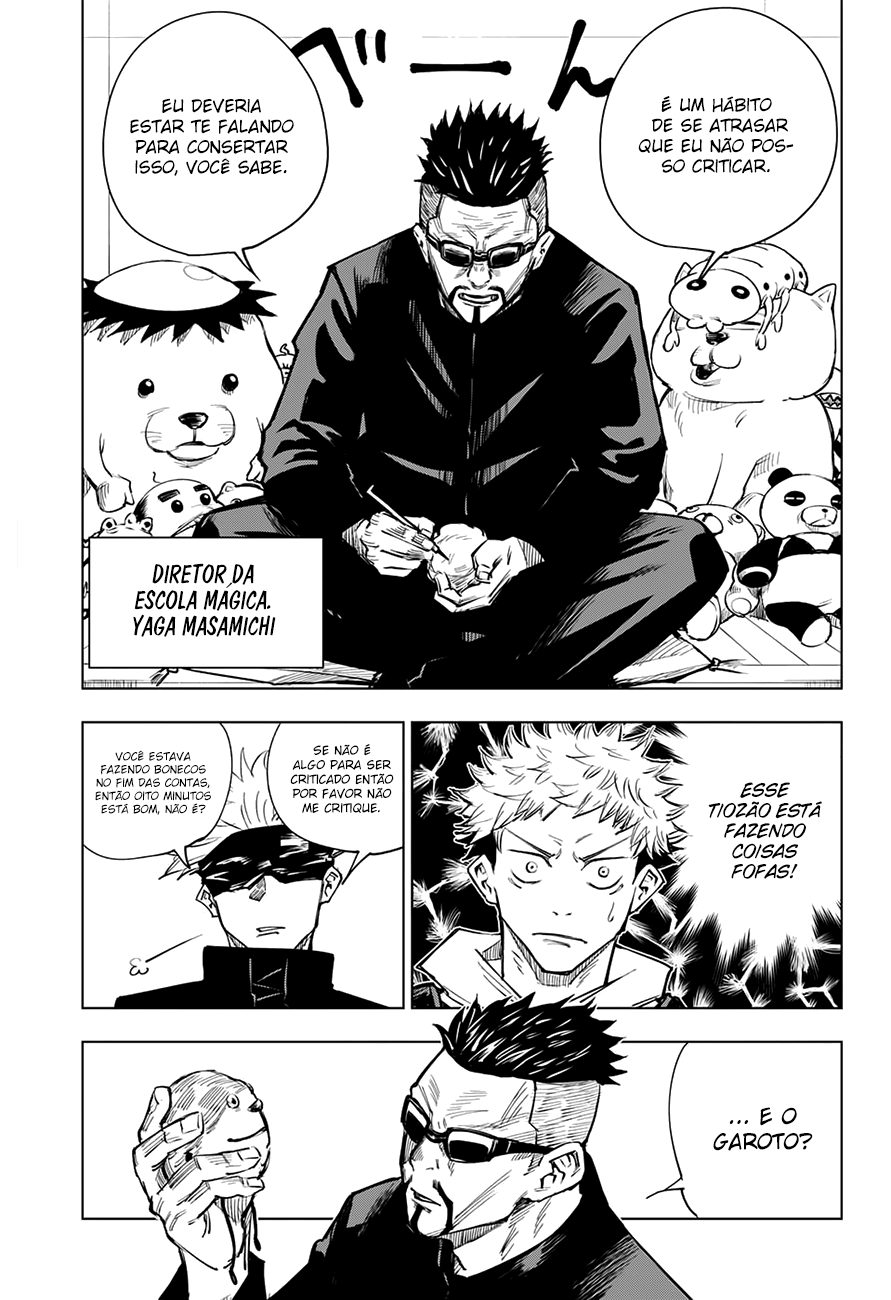 べーん
É UM HÁBITO
DE SE ATRASAR
QUE EU NÃO POS-
SO CRITICAR.
EU DEVERIA
ESTAR TE FALANDO
PARA CONSERTAR
ISSO, VOCÊ SABE.
DIRETOR DA
ESCOLA MÁGICA.
YAGA MASAMICHI
ESSE
TIOZÃO ESTÁ
FAZENDO
COISAS
FOFAS!
SE NÃO É
ALGO PARA SER
CRITICADO ENTÃO
POR FAVOR NÃO
ME CRITIQUE.
VOCÊ ESTAVA
FAZENDO BONECOS
NO FIM DAS CONTAS,
ENTÃO OITO MINUTOS
ESTÁ BOM, NÃO É?
... E O
GAROTO?